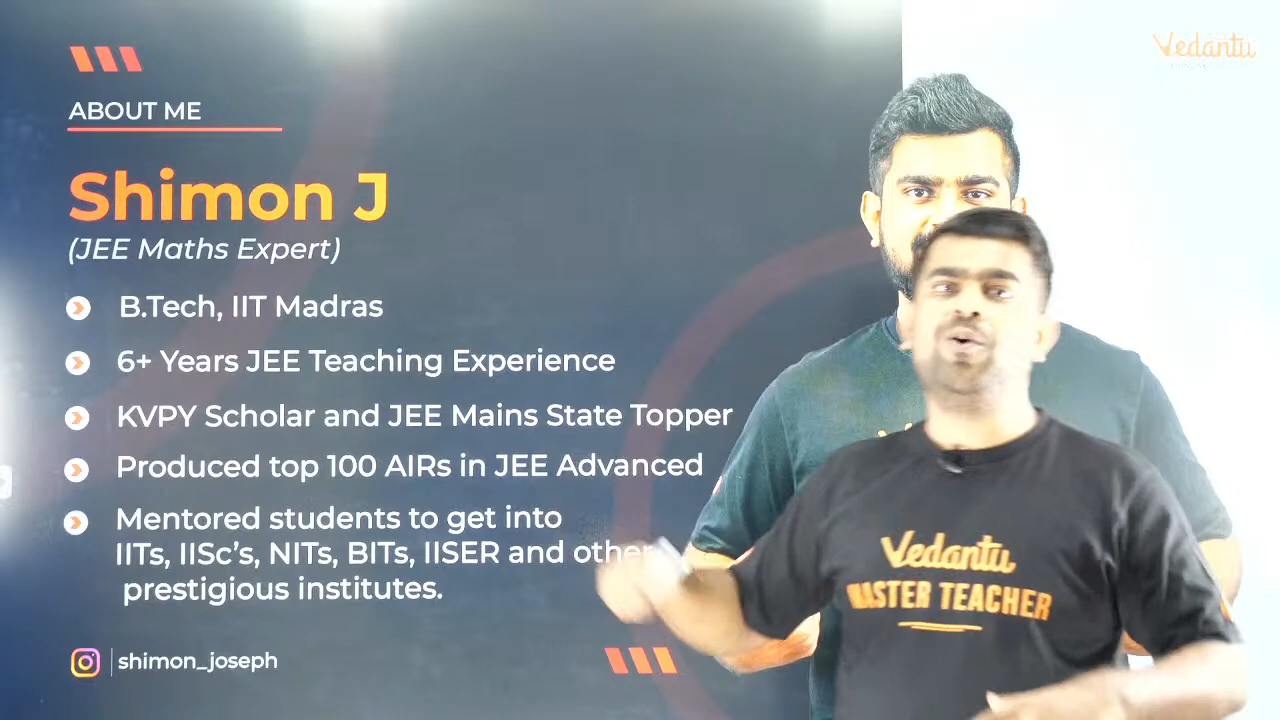 Vedantu
ABOUT ME
Shimon J
(JEE Maths Expert)
B.Tech, IIT Madras
6+ Years JEE Teaching Experience
KVPY Scholar and JEE Mains State Topper
Produced top 100 AIRs in JEE Advanced
Mentored students to get into
IITs, IISc's, NITs, BITs, IISER and other
prestigious institutes.
shimon_joseph
Vedantu
MASTER TEACHER